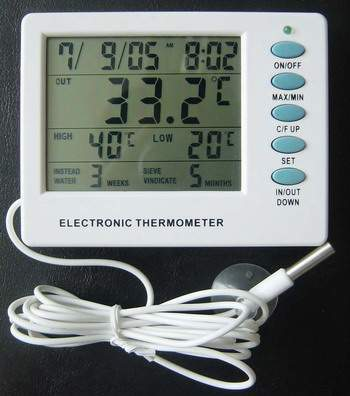 7/ 9/05 AM 8:02
OUT 33.2°C
HIGH 40°C LOW 20°C
INSTEAD WATER 3 WEEKS SIEVE VINDICATE 5 MONTHS
ON/OFF
MAX/MIN
C/F UP
SET
IN/OUT
DOWN
ELECTRONIC THERMOMETER